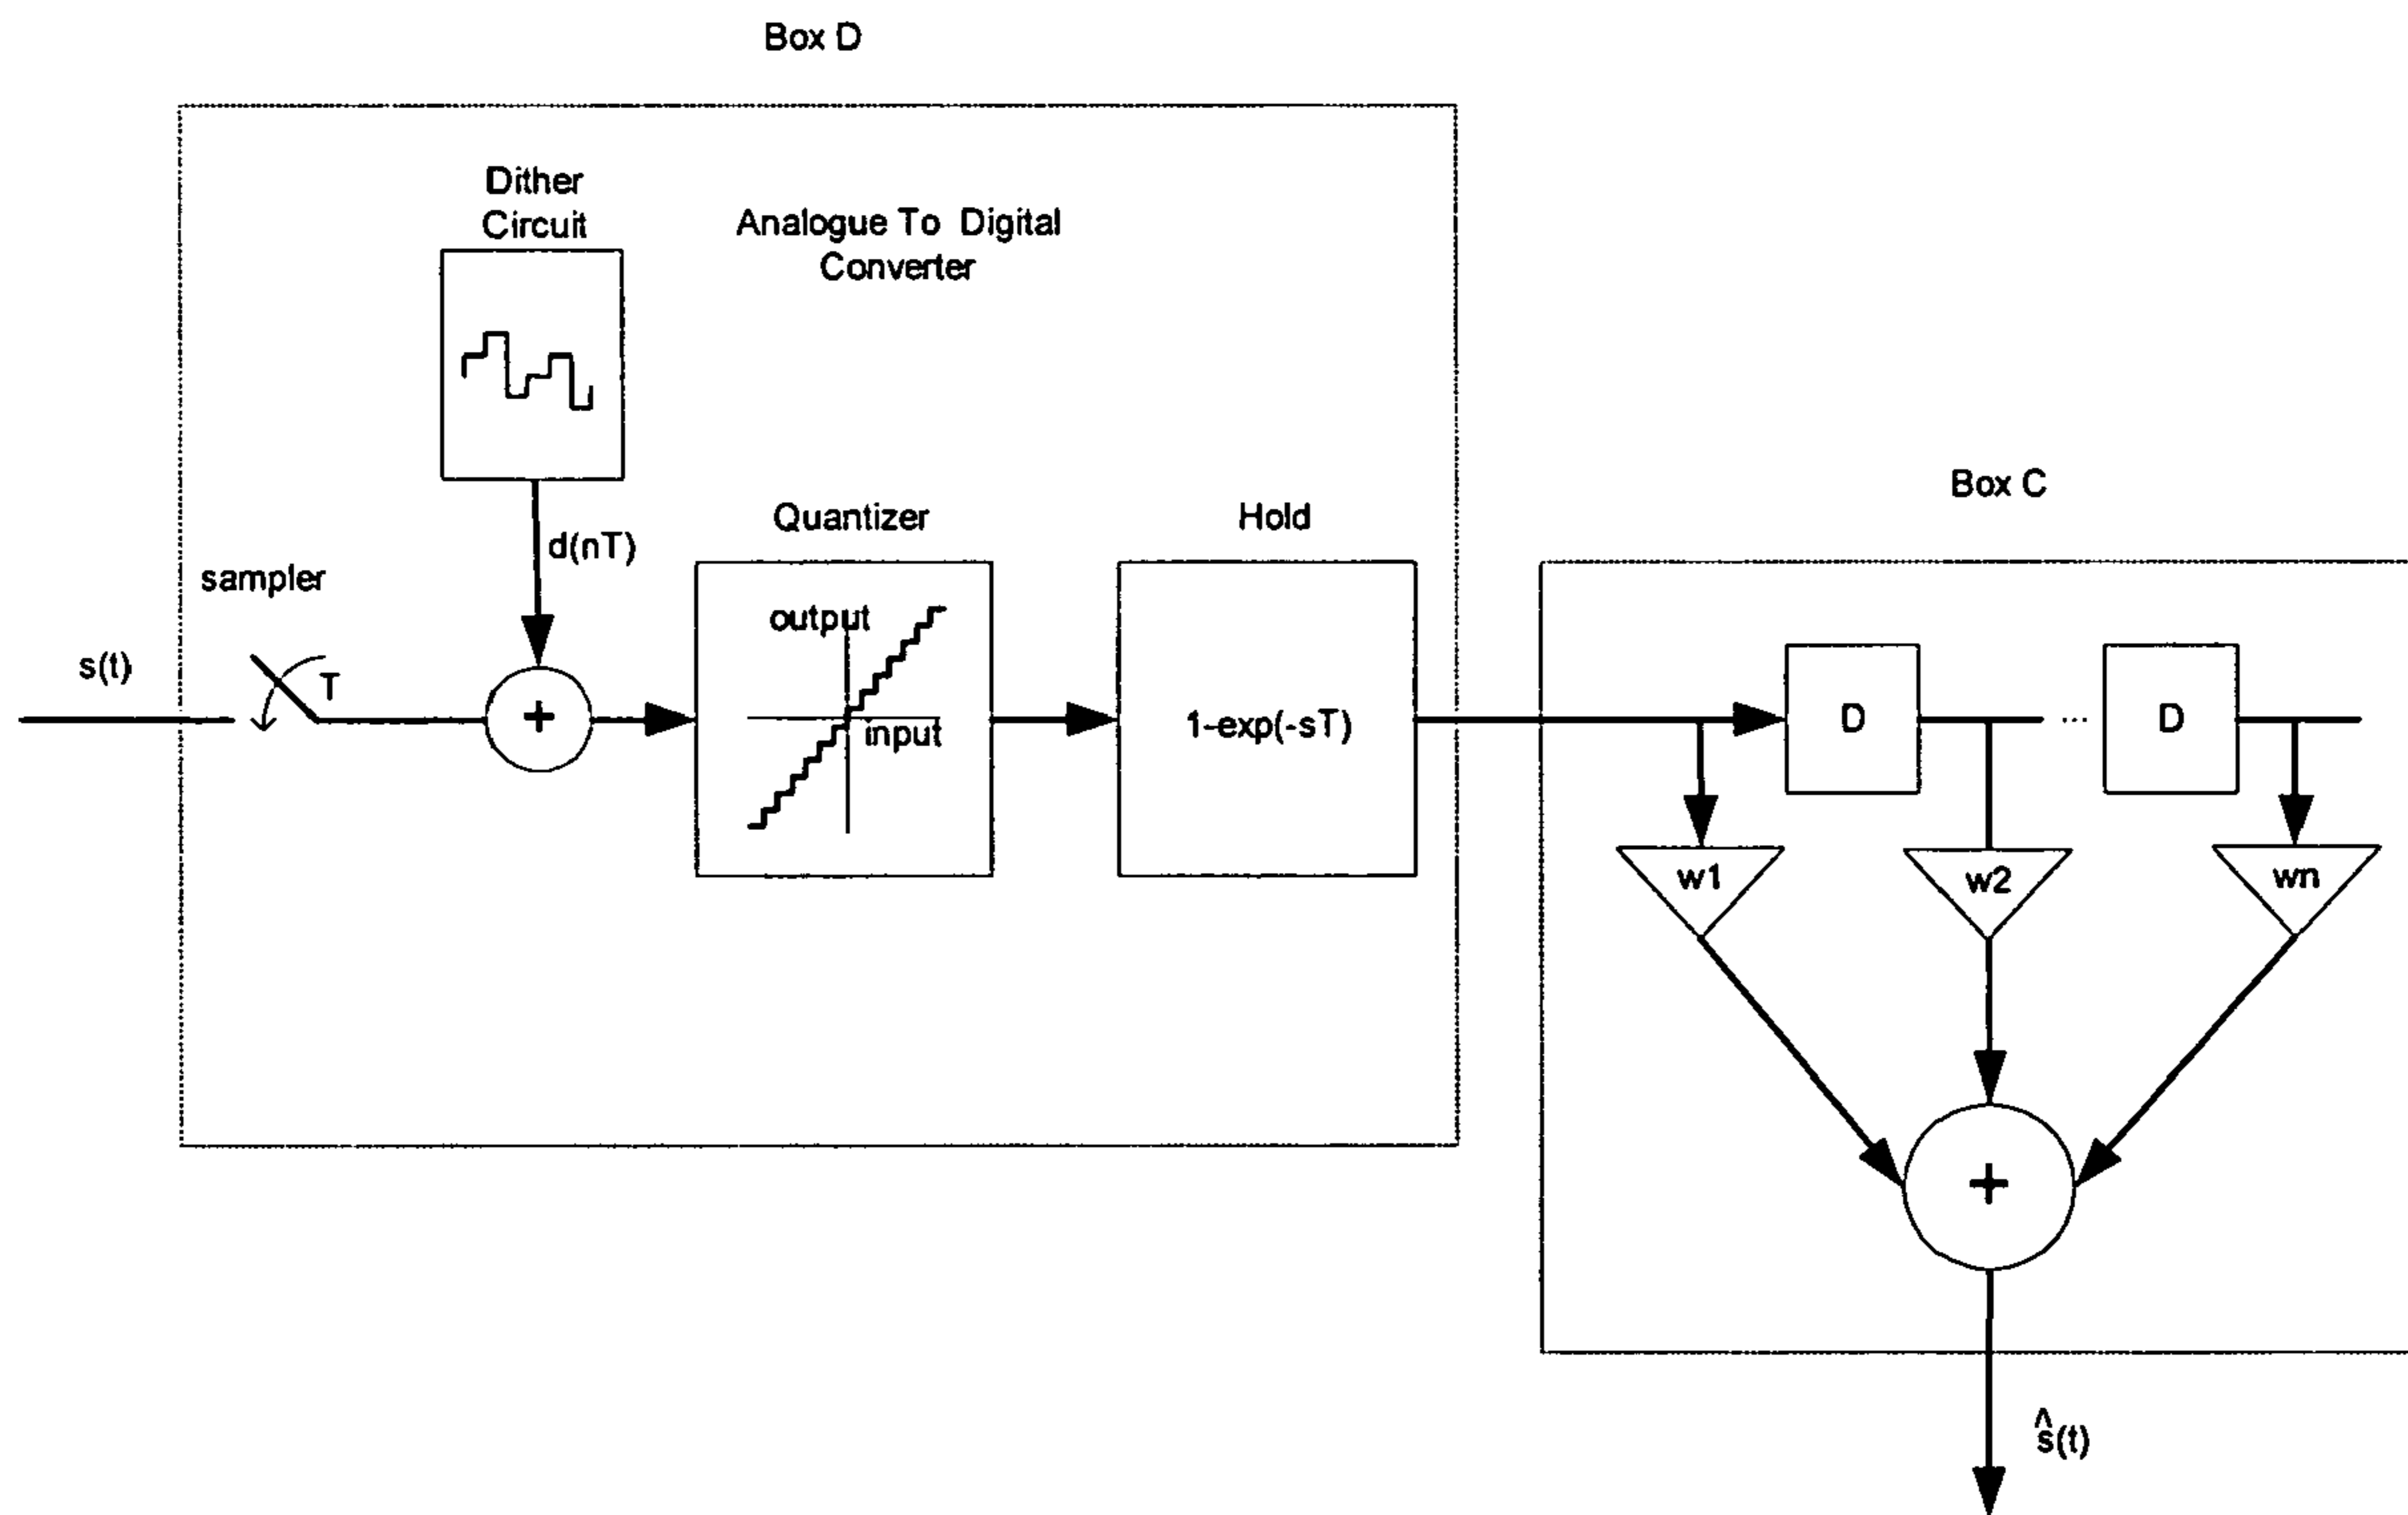 Box D
Dither
Circuit
Analogue To Digital
Converter
d(nT)
Quantizer
Hold
Box C
sampler
s(t)
T
+
output
input
1-exp(-sT)
D
...
D
w1
w2
wn
+
ŝ(t)